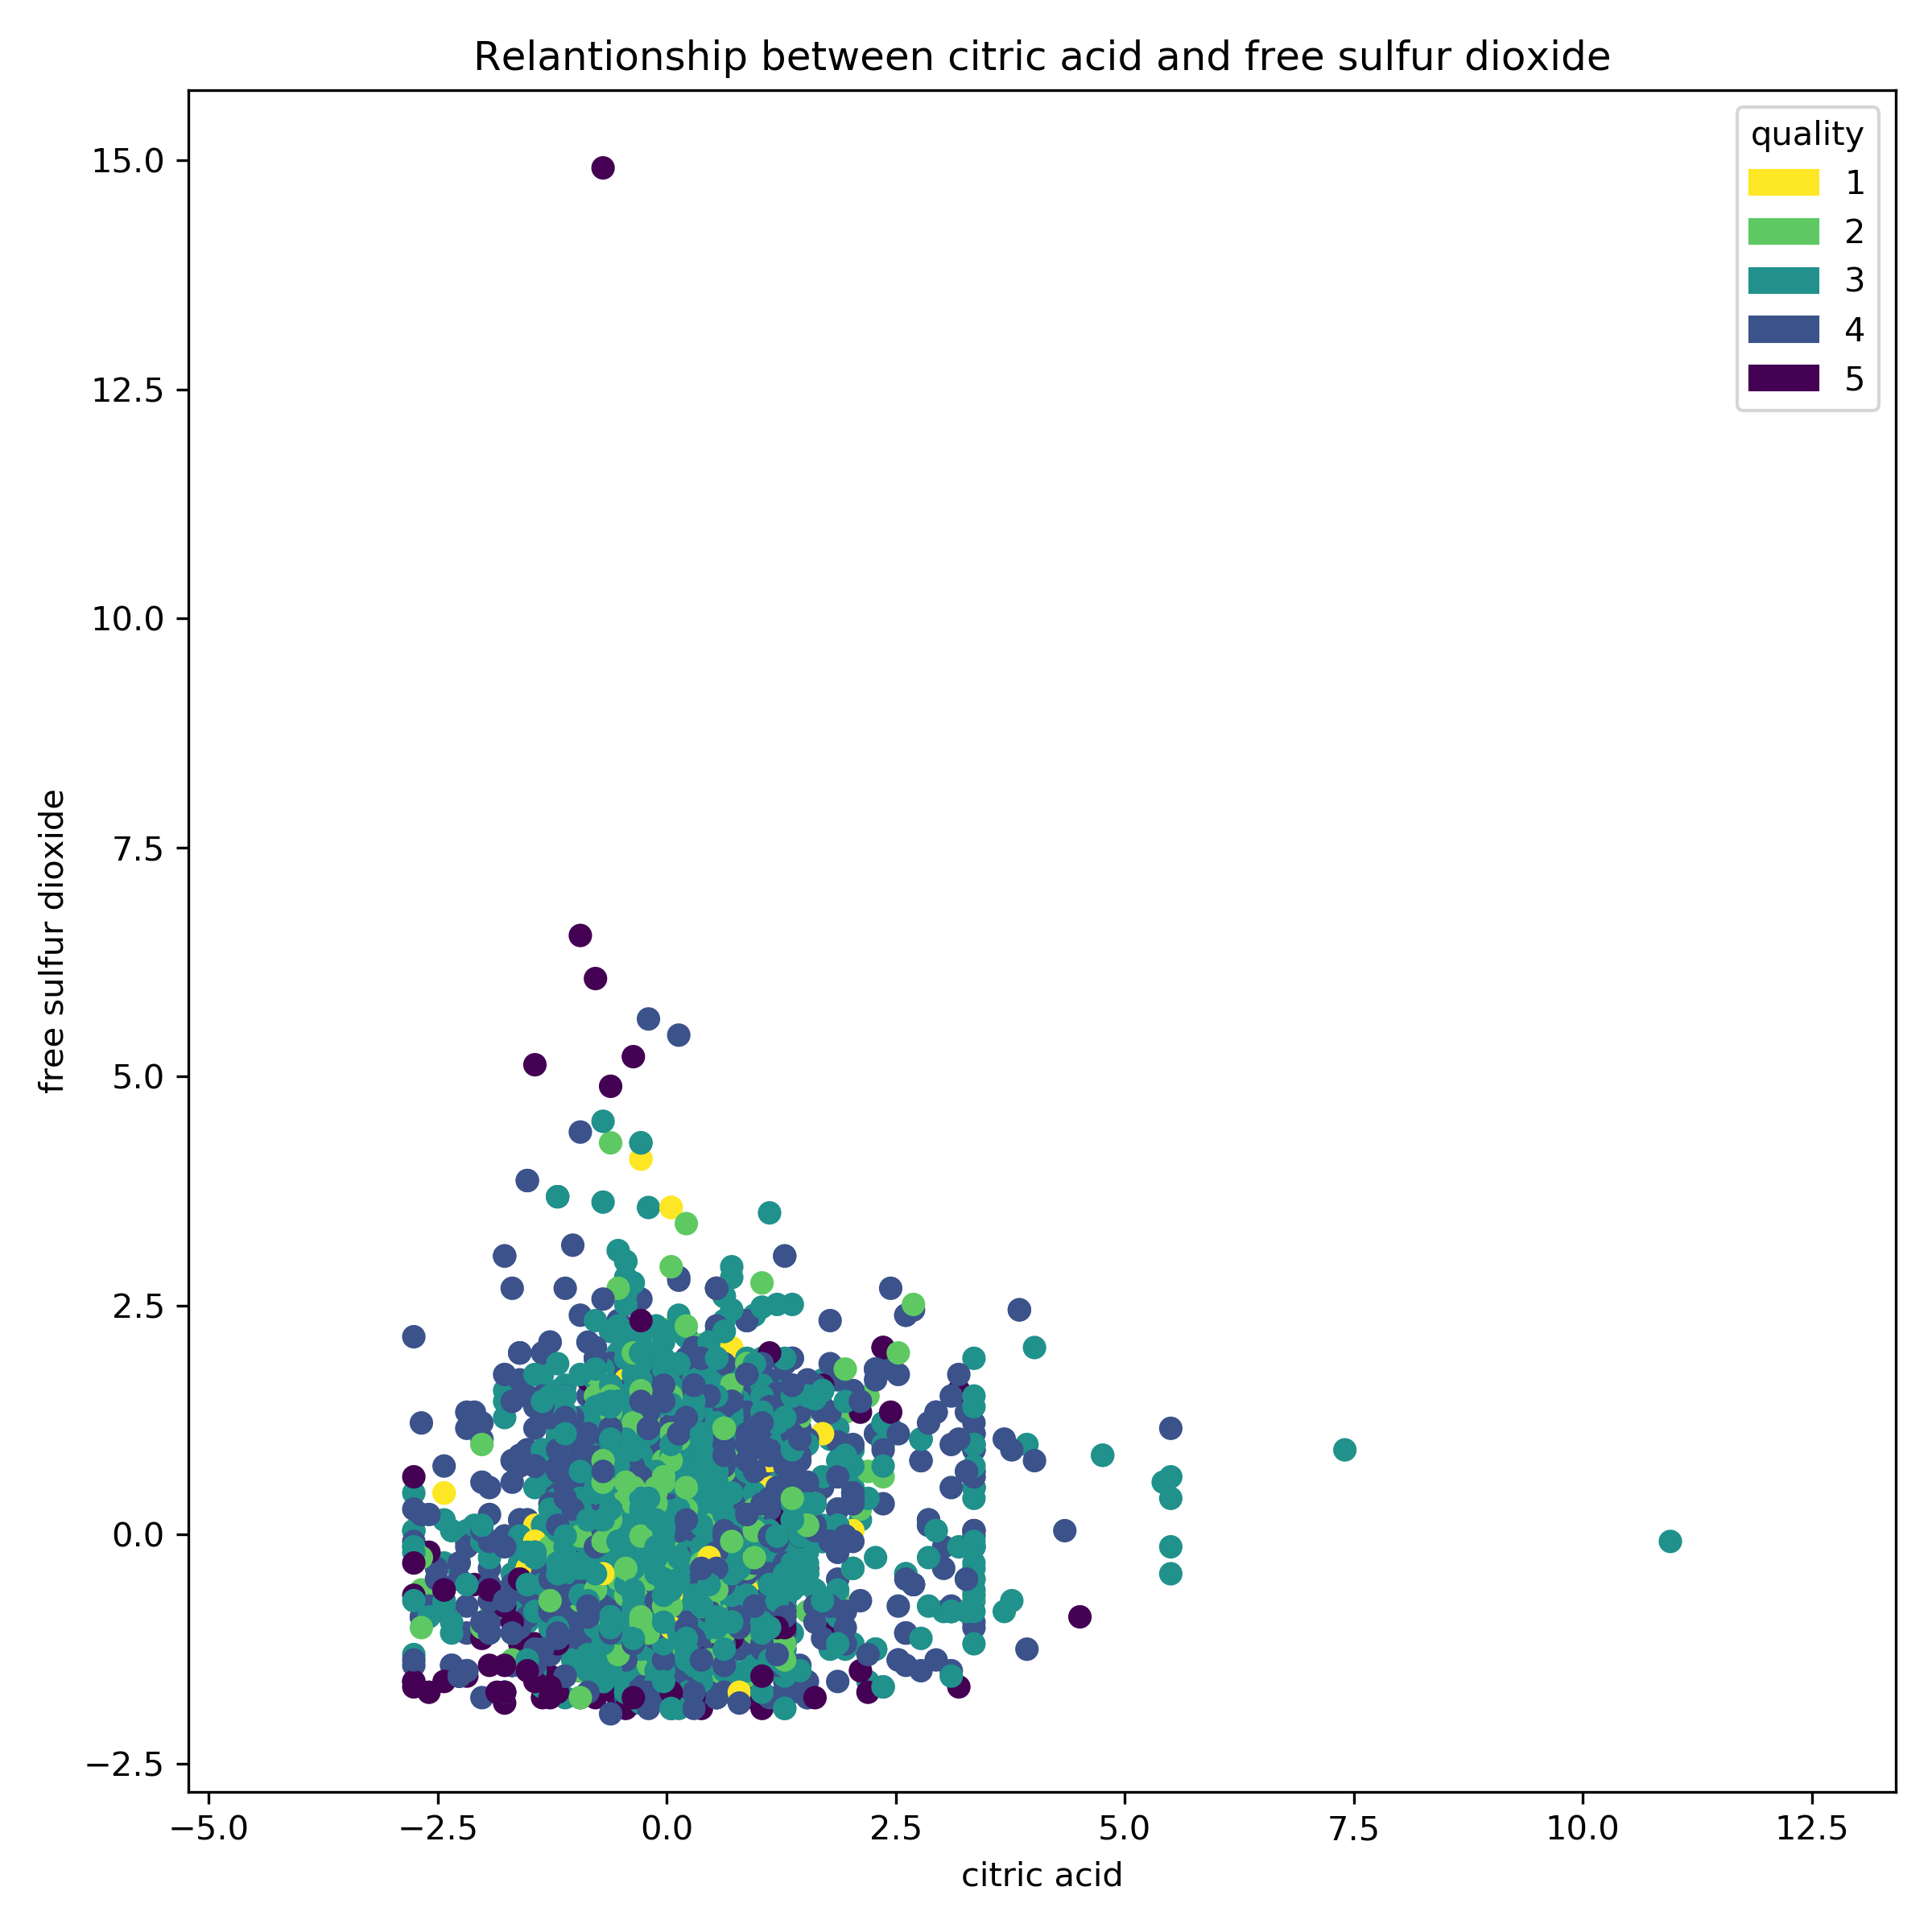 Relantionship between citric acid and free sulfur dioxide
quality
1
2
3
4
5
15.0
12.5
10.0
7.5
5.0
2.5
0.0
−2.5
free sulfur dioxide
−5.0 −2.5 0.0 2.5 5.0 7.5 10.0 12.5
citric acid